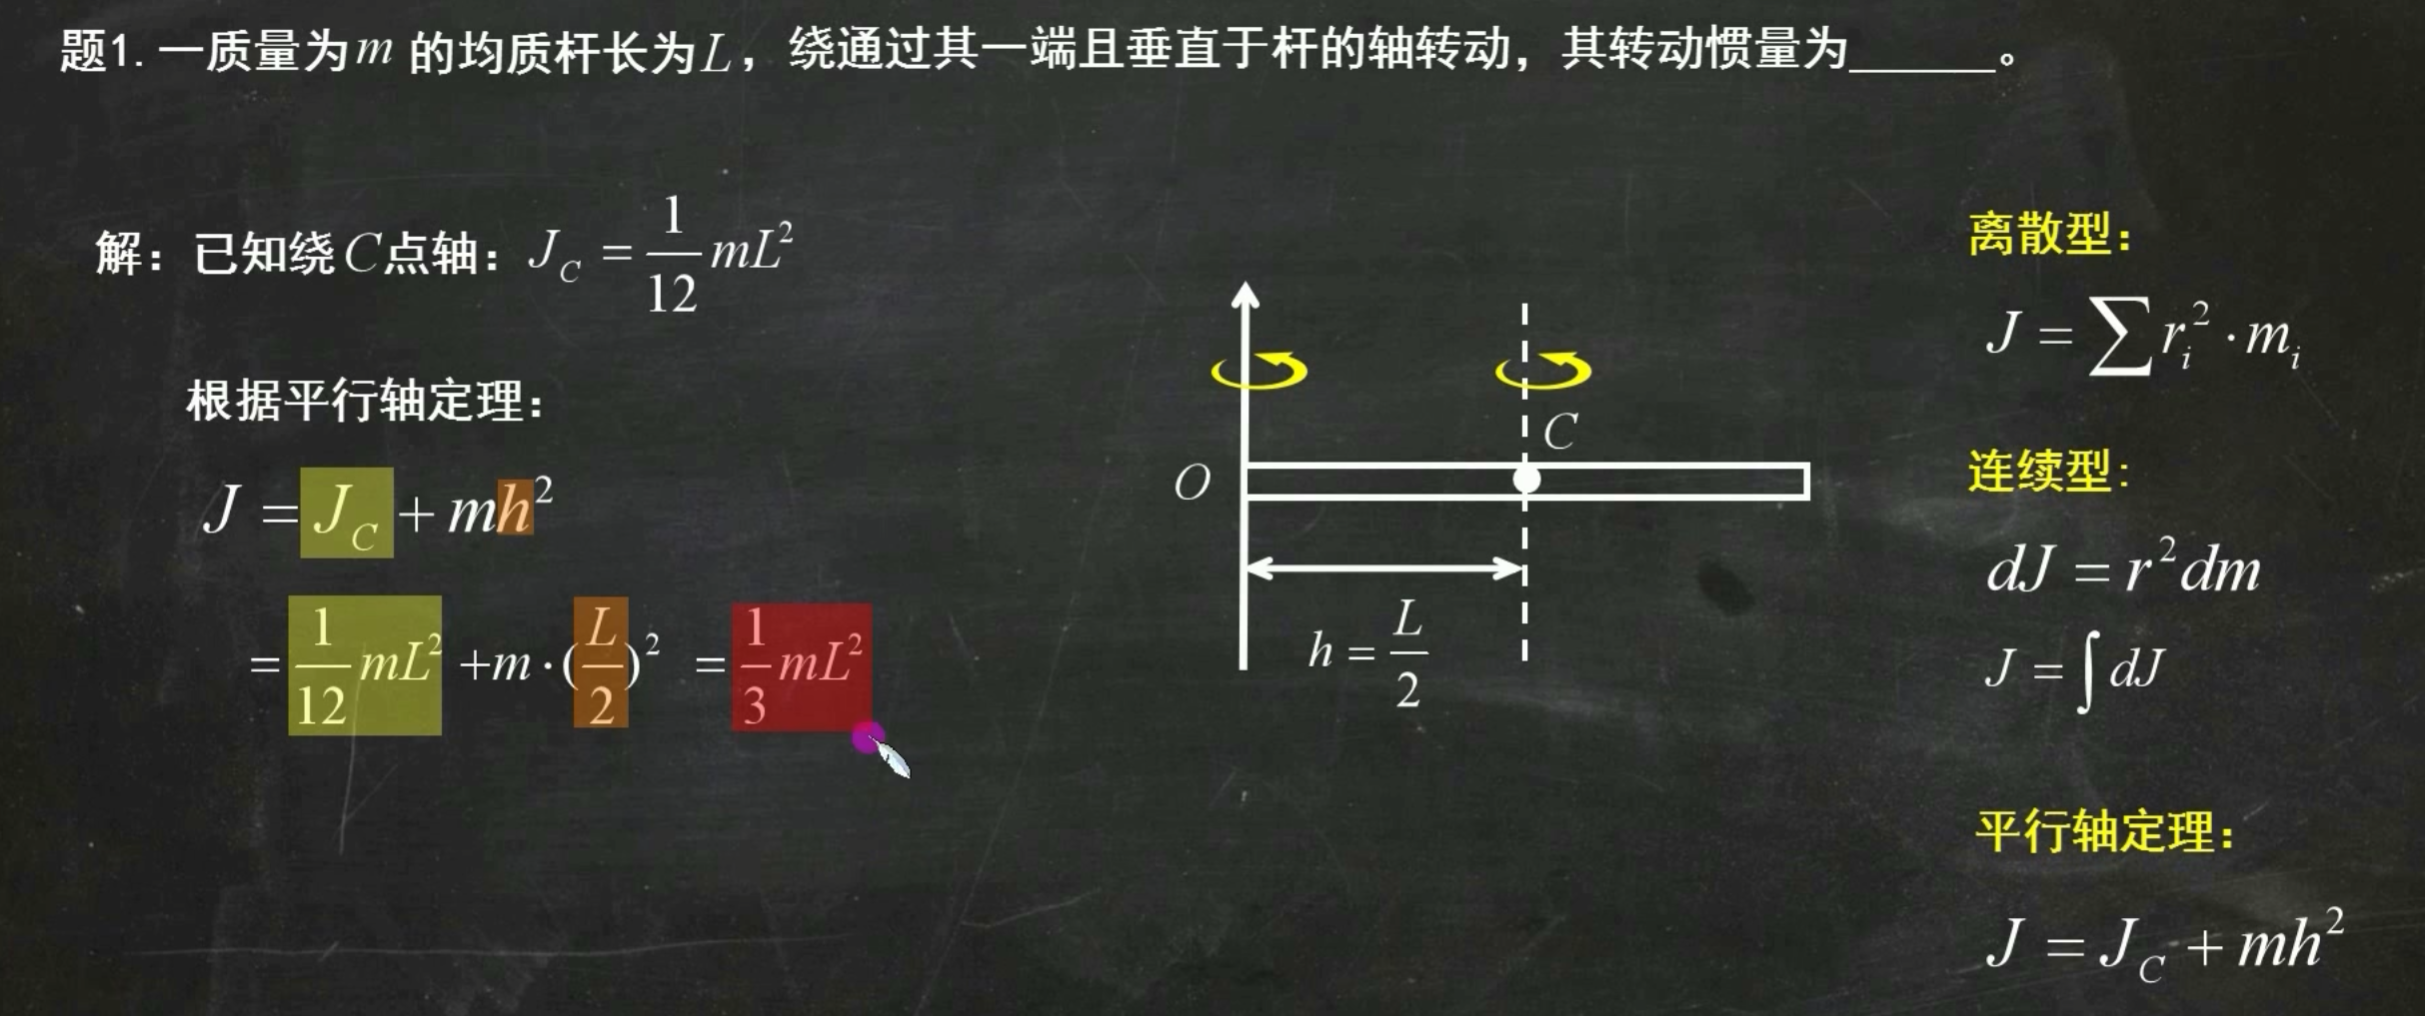 题1.一质量为m 的均质杆长为L，绕通过其一端且垂直于杆的轴转动，其转动惯量为______。
解：已知绕C点轴：J_C = \frac{1}{12} mL^2
根据平行轴定理：
J = J_C + mh^2
= \frac{1}{12} mL^2 + m·(\frac{L}{2})^2 = \frac{1}{3} mL^2
C
O
h = \frac{L}{2}
离散型：
J = ∑ r_i^2 · m_i
连续型：
dJ = r^2 dm
J = ∫ dJ
平行轴定理：
J = J_C + mh^2